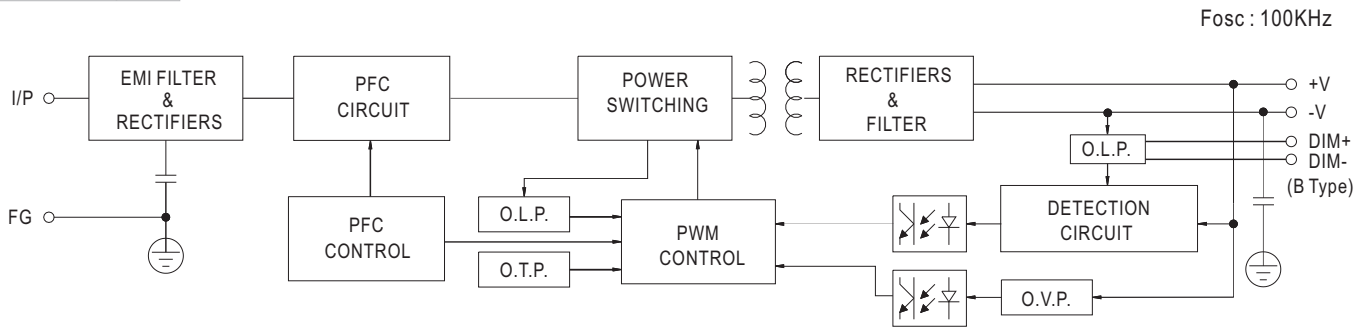 Fosc : 100KHz
I/P
EMI FILTER
&
RECTIFIERS
PFC
CIRCUIT
POWER
SWITCHING
RECTIFIERS
&
FILTER
+V
-V
O.L.P.
DIM+
DIM-
(B Type)
FG
PFC
CONTROL
O.L.P.
O.T.P.
PWM
CONTROL
DETECTION
CIRCUIT
O.V.P.